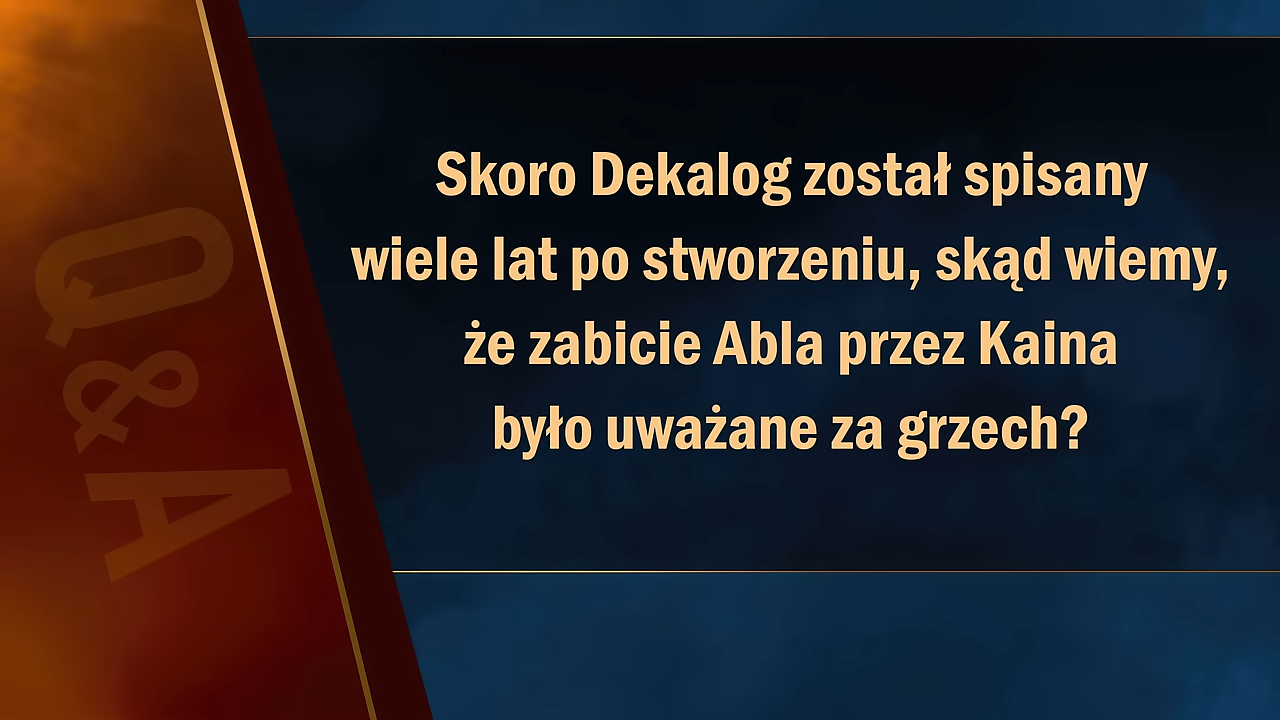 Skoro Dekalog został spisany
wiele lat po stworzeniu, skąd wiemy,
że zabicie Abla przez Kaina
było uważane za grzech?
Q & A